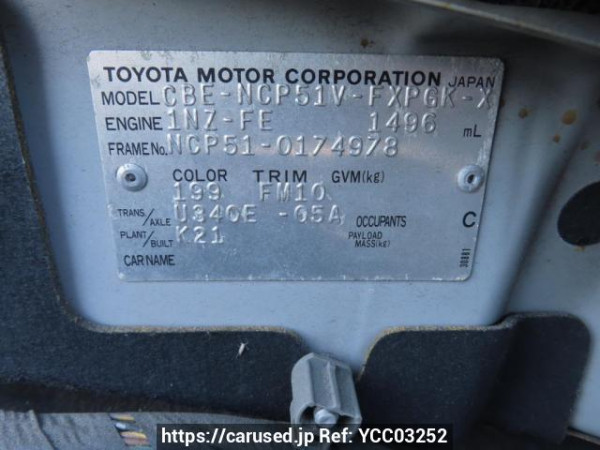 TOYOTA MOTOR CORPORATION JAPAN
MODEL CBE-NCP51V-FXPGK-X
ENGINE 1NZ-FE 1496 mL
FRAME No. NCP51-0174978
COLOR TRIM GVM(kg)
199 FM10
TRANS./AXLE U340E -05A OCCUPANTS C
PLANT/BUILT K21 PAYLOAD MASS(kg)
CAR NAME
https://carused.jp Ref: YCC03252